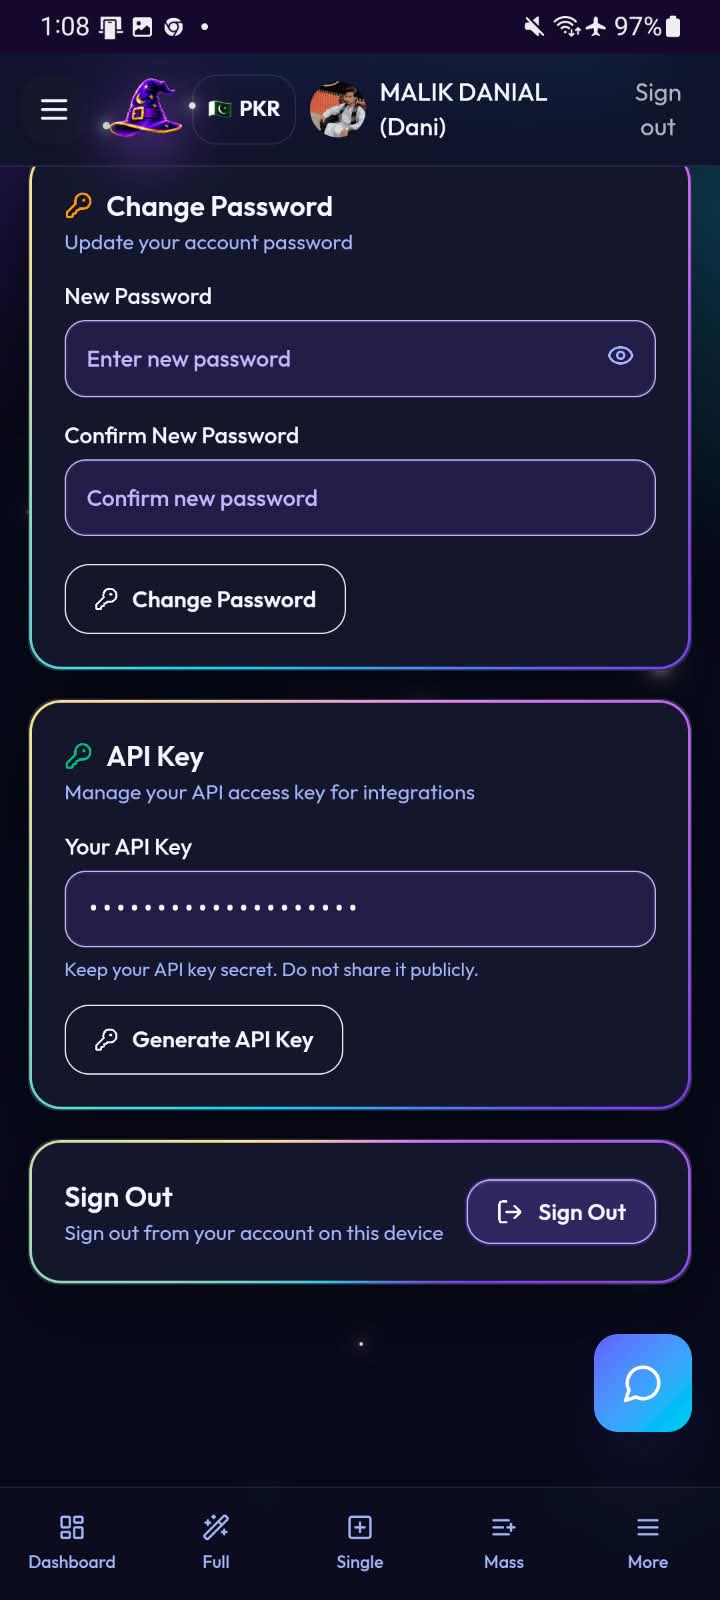 1:08
97%
PKR
MALIK DANIAL
(Dani)
Sign
out
Change Password
Update your account password
New Password
Enter new password
Confirm New Password
Confirm new password
Change Password
API Key
Manage your API access key for integrations
Your API Key
••••••••••••••••••••
Keep your API key secret. Do not share it publicly.
Generate API Key
Sign Out
Sign out from your account on this device
Sign Out
Dashboard
Full
Single
Mass
More